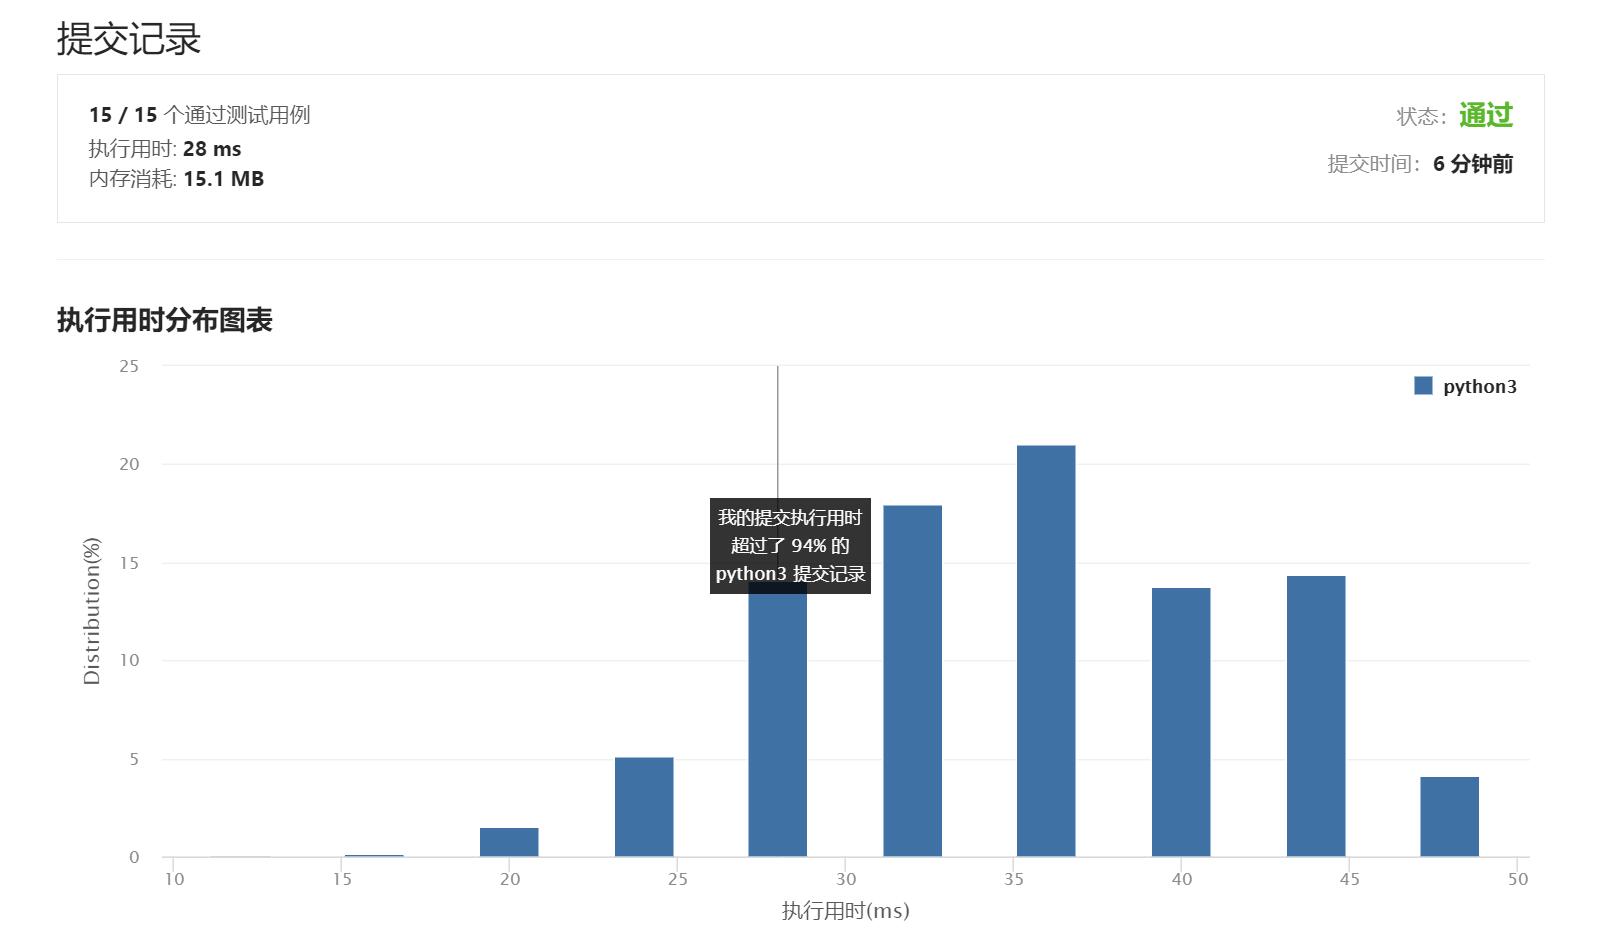 提交记录
15 / 15 个通过测试用例
状态：通过
执行用时: 28 ms
提交时间：6 分钟前
内存消耗: 15.1 MB
执行用时分布图表
25
python3
20
我的提交执行用时
超过了 94% 的
python3 提交记录
15
Distribution(%)
10
5
0
10 15 20 25 30 35 40 45 50
执行用时(ms)